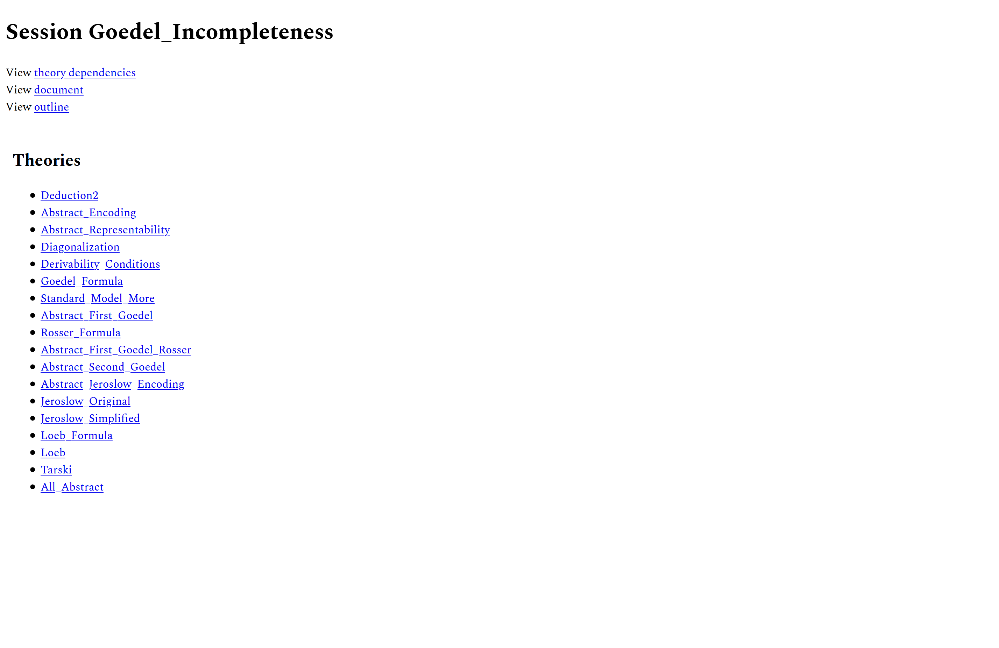 Session Goedel_Incompleteness
View theory dependencies
View document
View outline
Theories
Deduction2
Abstract_Encoding
Abstract_Representability
Diagonalization
Derivability_Conditions
Goedel_Formula
Standard_Model_More
Abstract_First_Goedel
Rosser_Formula
Abstract_First_Goedel_Rosser
Abstract_Second_Goedel
Abstract_Jeroslow_Encoding
Jeroslow_Original
Jeroslow_Simplified
Loeb_Formula
Loeb
Tarski
All_Abstract